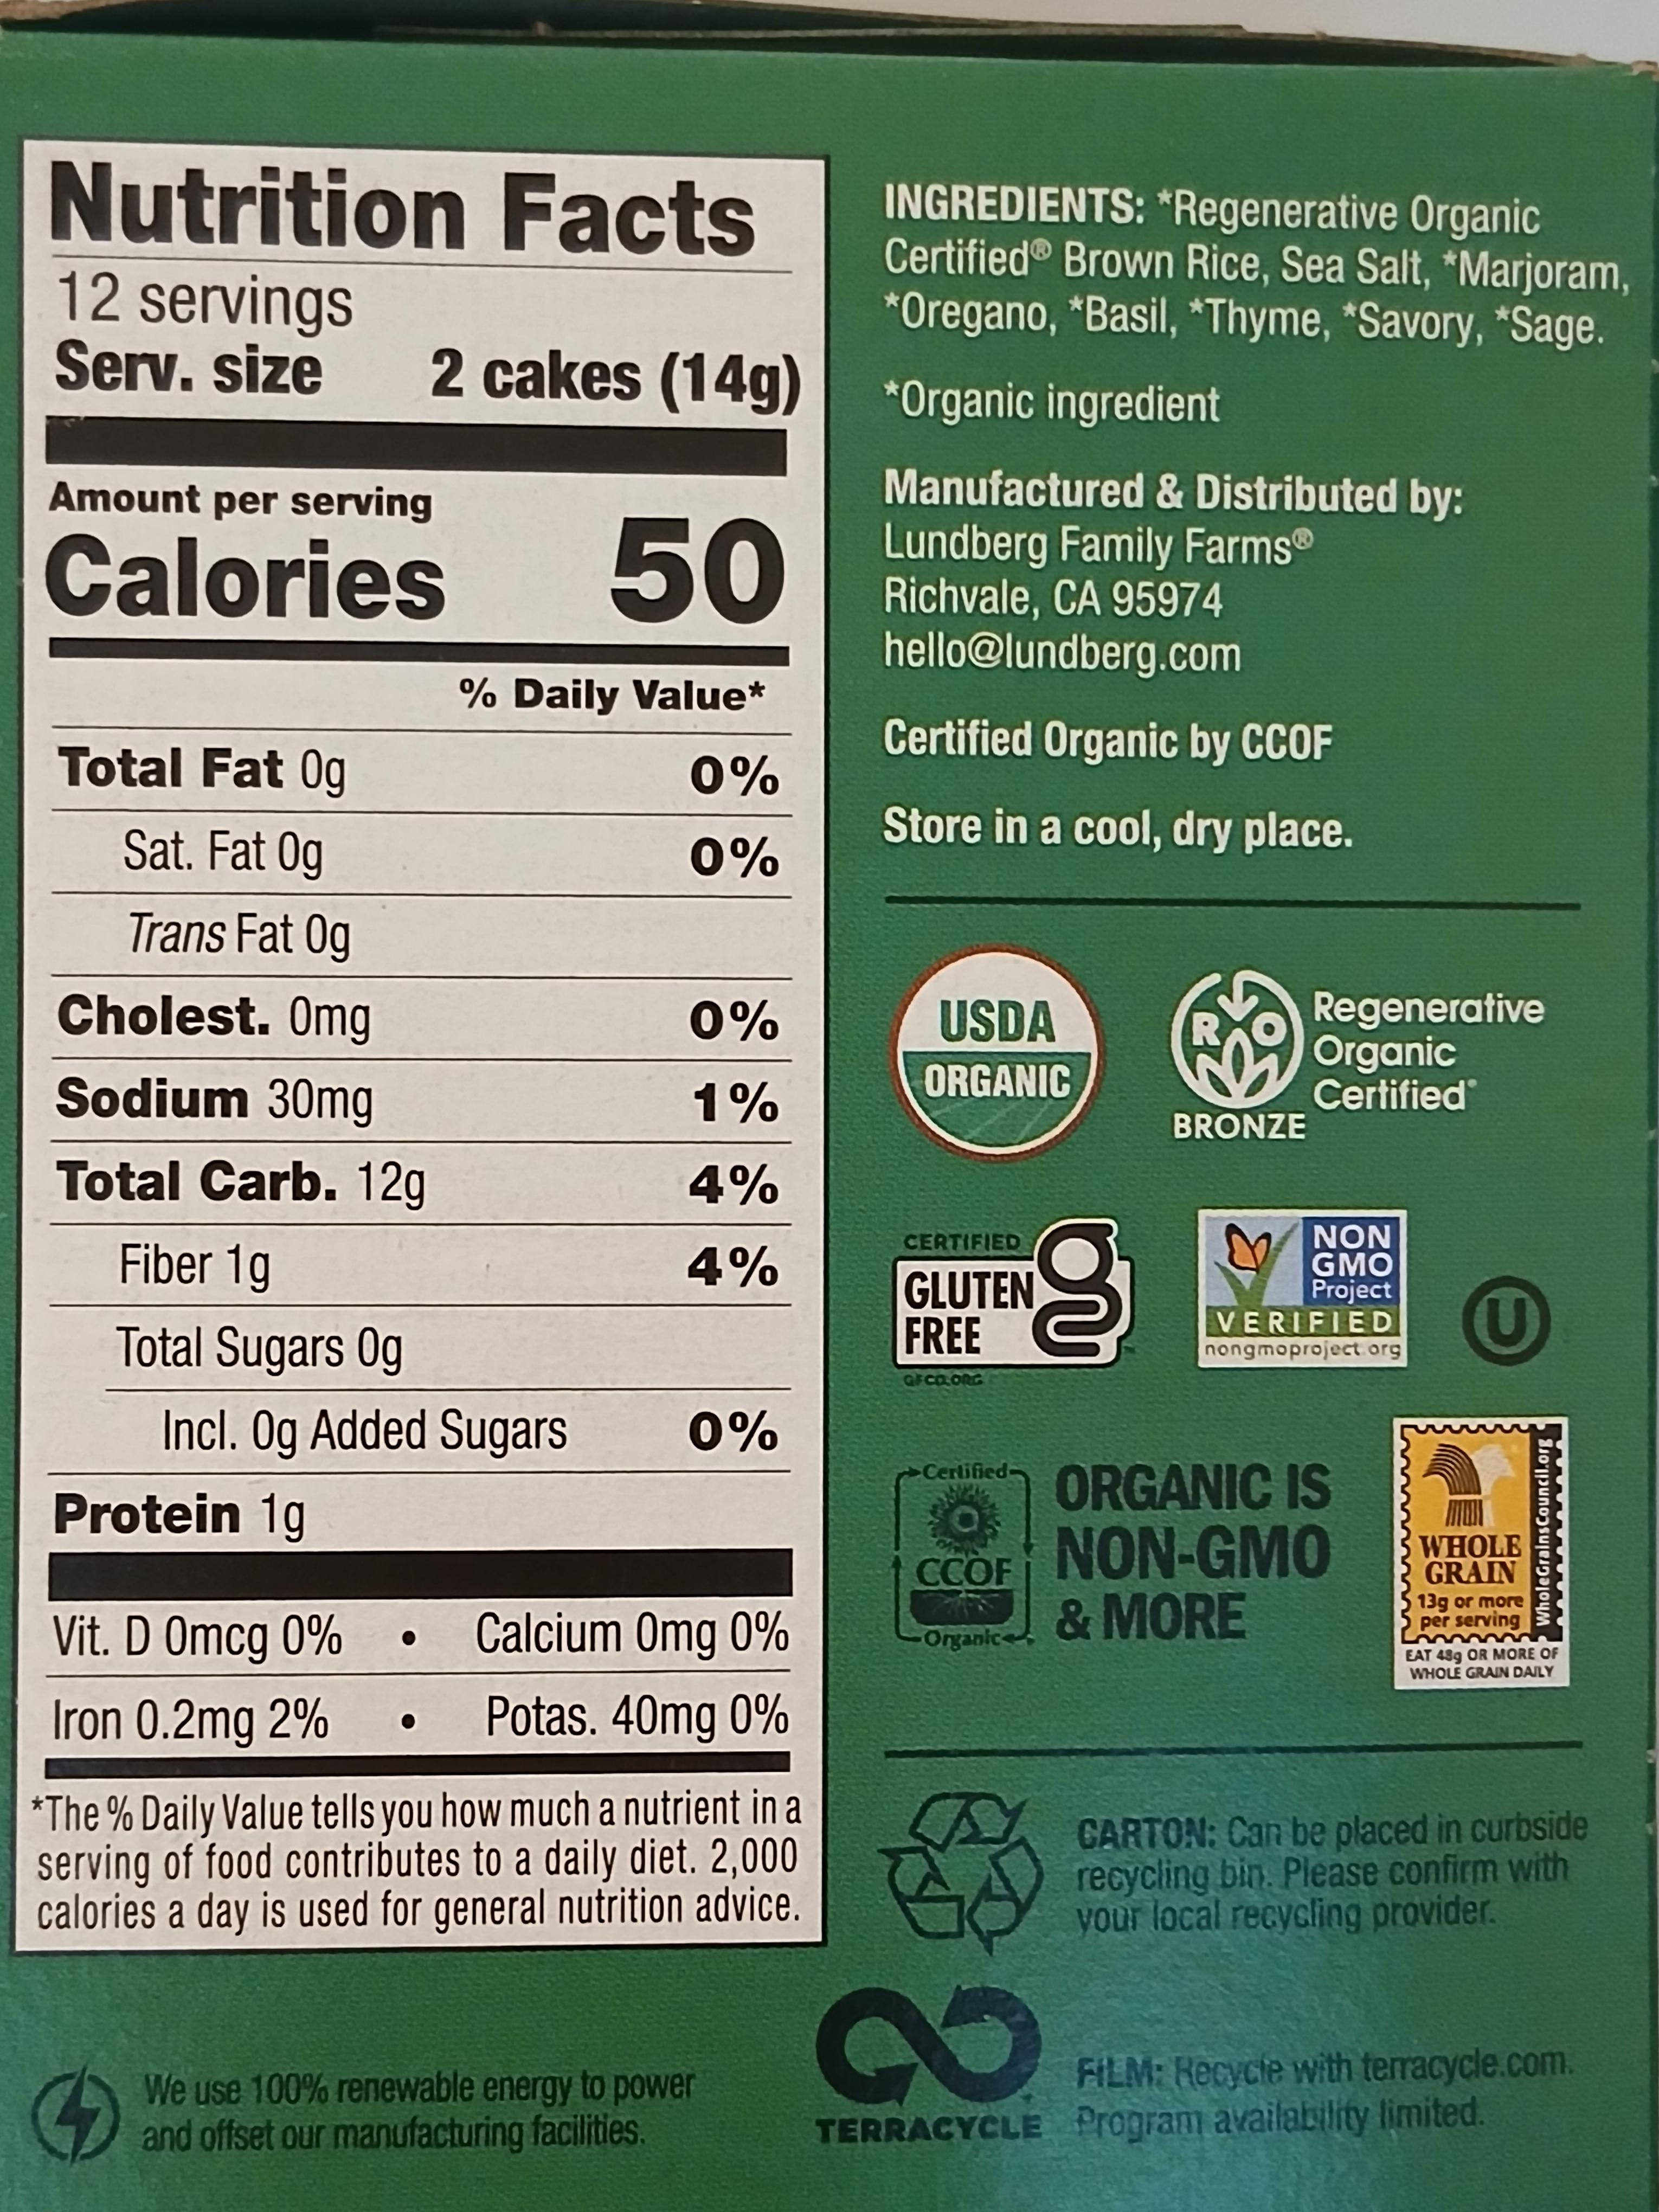 Nutrition Facts
12 servings
Serv. size 2 cakes (14g)
Amount per serving
Calories 50
% Daily Value*
Total Fat 0g 0%
Sat. Fat 0g 0%
Trans Fat 0g
Cholest. 0mg 0%
Sodium 30mg 1%
Total Carb. 12g 4%
Fiber 1g 4%
Total Sugars 0g
Incl. 0g Added Sugars 0%
Protein 1g
Vit. D 0mcg 0% • Calcium 0mg 0%
Iron 0.2mg 2% • Potas. 40mg 0%
*The % Daily Value tells you how much a nutrient in a
serving of food contributes to a daily diet. 2,000
calories a day is used for general nutrition advice.
We use 100% renewable energy to power
and offset our manufacturing facilities.
INGREDIENTS: *Regenerative Organic
Certified® Brown Rice, Sea Salt, *Marjoram,
*Oregano, *Basil, *Thyme, *Savory, *Sage.
*Organic ingredient
Manufactured & Distributed by:
Lundberg Family Farms®
Richvale, CA 95974
hello@lundberg.com
Certified Organic by CCOF
Store in a cool, dry place.
USDA
ORGANIC
R O
BRONZE
Regenerative
Organic
Certified®
CERTIFIED
GLUTEN
FREE
g
GFCO.ORG
NON
GMO
Project
VERIFIED
nongmoproject.org
U
Certified
CCOF
Organic
ORGANIC IS
NON-GMO
& MORE
WHOLE
GRAIN
13g or more
per serving
WholeGrainsCouncil.org
EAT 48g OR MORE OF
WHOLE GRAIN DAILY
CARTON: Can be placed in curbside
recycling bin. Please confirm with
your local recycling provider.
TERRACYCLE
FILM: Recycle with terracycle.com.
Program availability limited.